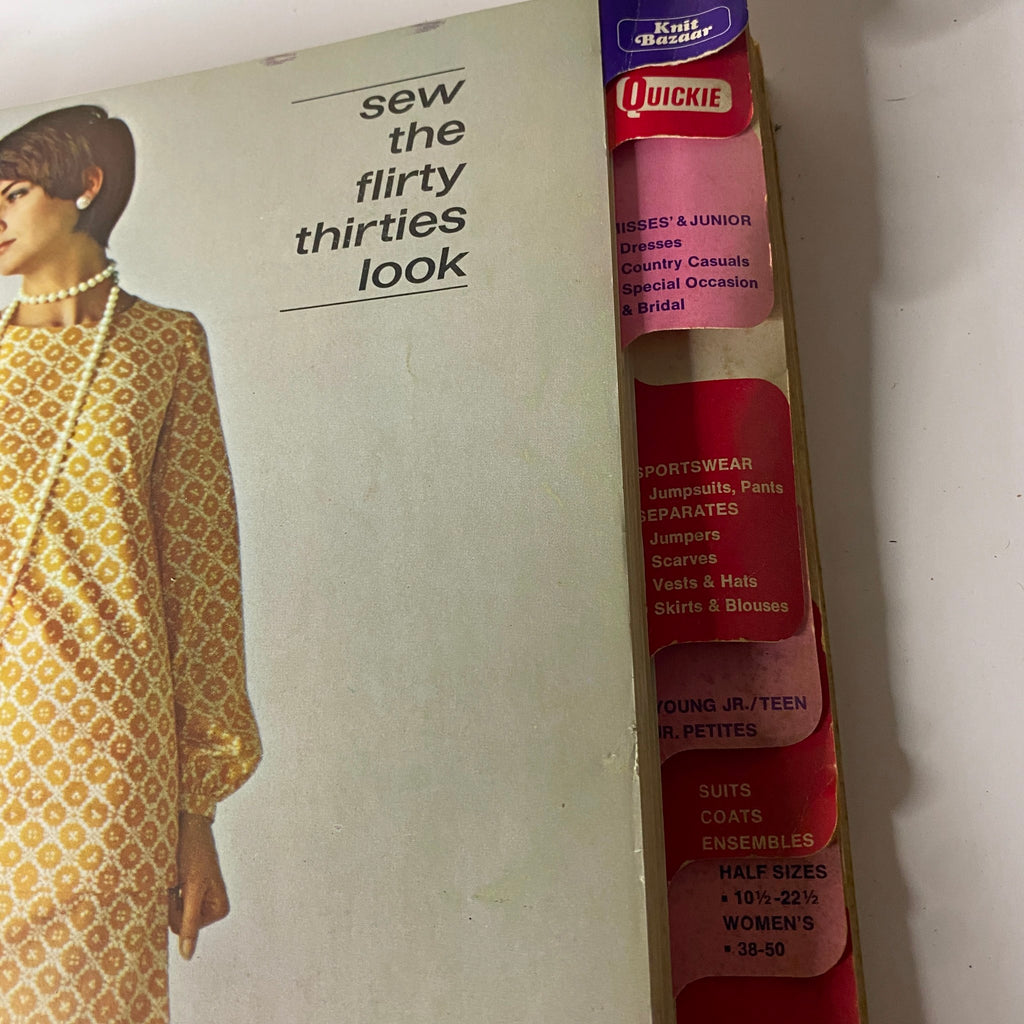 sew
the
flirty
thirties
look
Knit
Bazaar
QUICKIE
MISSES' & JUNIOR
Dresses
Country Casuals
Special Occasion
& Bridal
SPORTSWEAR
Jumpsuits, Pants
SEPARATES
Jumpers
Scarves
Vests & Hats
Skirts & Blouses
YOUNG JR./TEEN
JR. PETITES
SUITS
COATS
ENSEMBLES
HALF SIZES
▪ 10½-22½
WOMEN'S
▪ 38-50